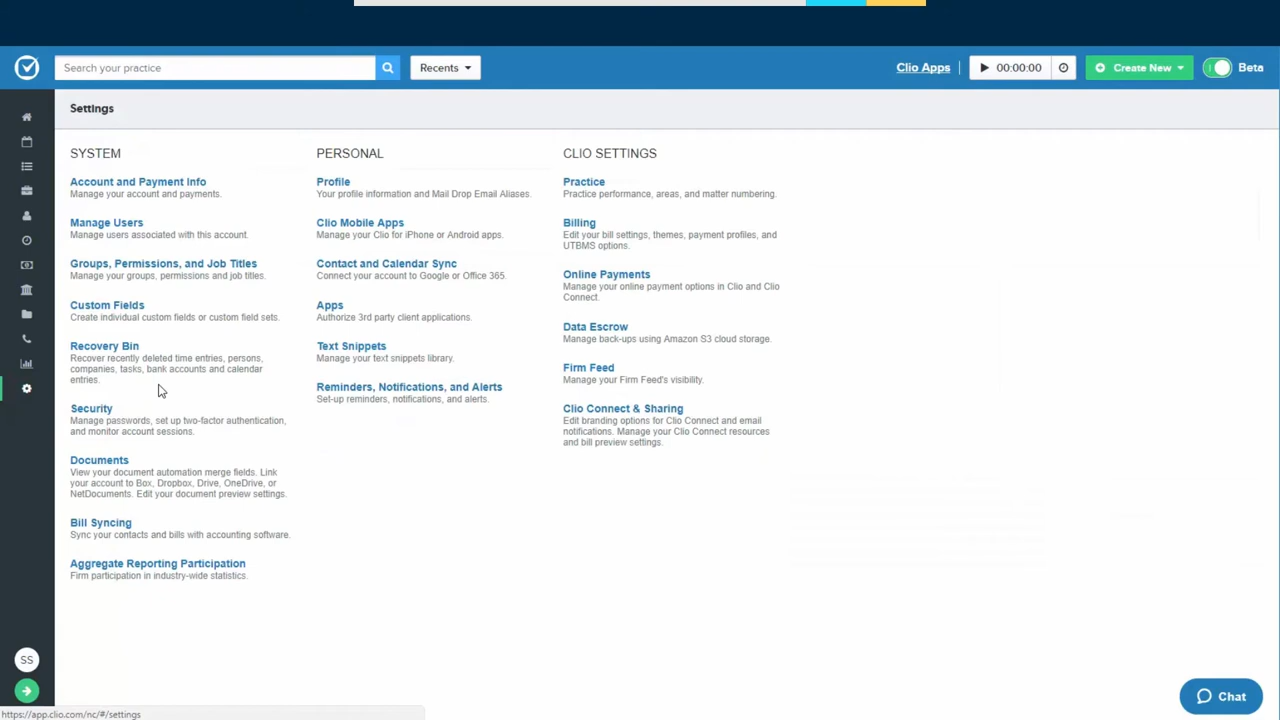 Search your practice
Recents
Clio Apps
00:00:00
Create New
Beta
Settings
SYSTEM
Account and Payment Info
Manage your account and payments.
Manage Users
Manage users associated with this account.
Groups, Permissions, and Job Titles
Manage your groups, permissions and job titles.
Custom Fields
Create individual custom fields or custom field sets.
Recovery Bin
Recover recently deleted time entries, persons,
companies, tasks, bank accounts and calendar
entries.
Security
Manage passwords, set up two-factor authentication,
and monitor account sessions.
Documents
View your document automation merge fields. Link
your account to Box, Dropbox, Drive, OneDrive, or
NetDocuments. Edit your document preview settings.
Bill Syncing
Sync your contacts and bills with accounting software.
Aggregate Reporting Participation
Firm participation in industry-wide statistics.
PERSONAL
Profile
Your profile information and Mail Drop Email Aliases.
Clio Mobile Apps
Manage your Clio for iPhone or Android apps.
Contact and Calendar Sync
Connect your account to Google or Office 365.
Apps
Authorize 3rd party client applications.
Text Snippets
Manage your text snippets library.
Reminders, Notifications, and Alerts
Set-up reminders, notifications, and alerts.
CLIO SETTINGS
Practice
Practice performance, areas, and matter numbering.
Billing
Edit your bill settings, themes, payment profiles, and
UTBMS options.
Online Payments
Manage your online payment options in Clio and Clio
Connect.
Data Escrow
Manage back-ups using Amazon S3 cloud storage.
Firm Feed
Manage your Firm Feed's visibility.
Clio Connect & Sharing
Edit branding options for Clio Connect and email
notifications. Manage your Clio Connect resources
and bill preview settings.
SS
Chat
https://app.clio.com/nc/#/settings